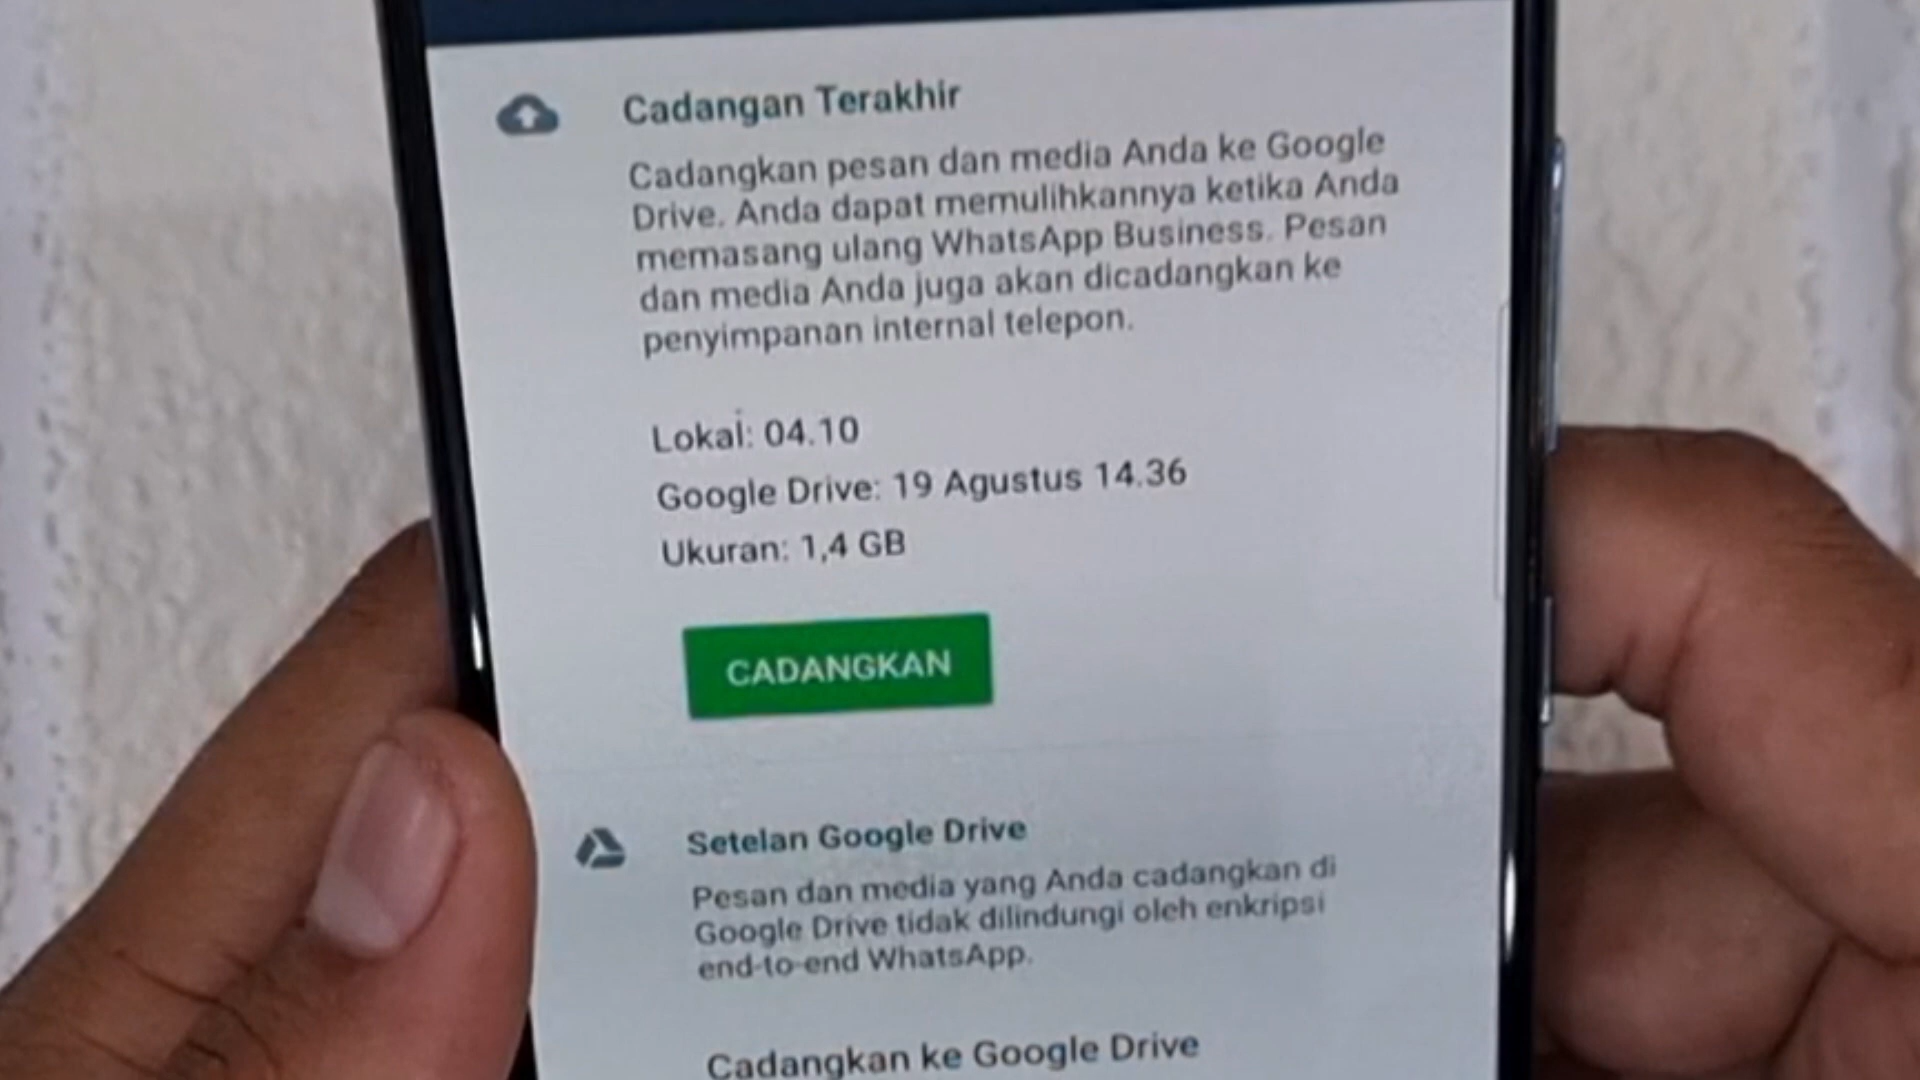 Cadangan Terakhir
Cadangkan pesan dan media Anda ke Google
Drive. Anda dapat memulihkannya ketika Anda
memasang ulang WhatsApp Business. Pesan
dan media Anda juga akan dicadangkan ke
penyimpanan internal telepon.
Lokal: 04.10
Google Drive: 19 Agustus 14.36
Ukuran: 1,4 GB
CADANGKAN
Setelan Google Drive
Pesan dan media yang Anda cadangkan di
Google Drive tidak dilindungi oleh enkripsi
end-to-end WhatsApp.
Cadangkan ke Google Drive